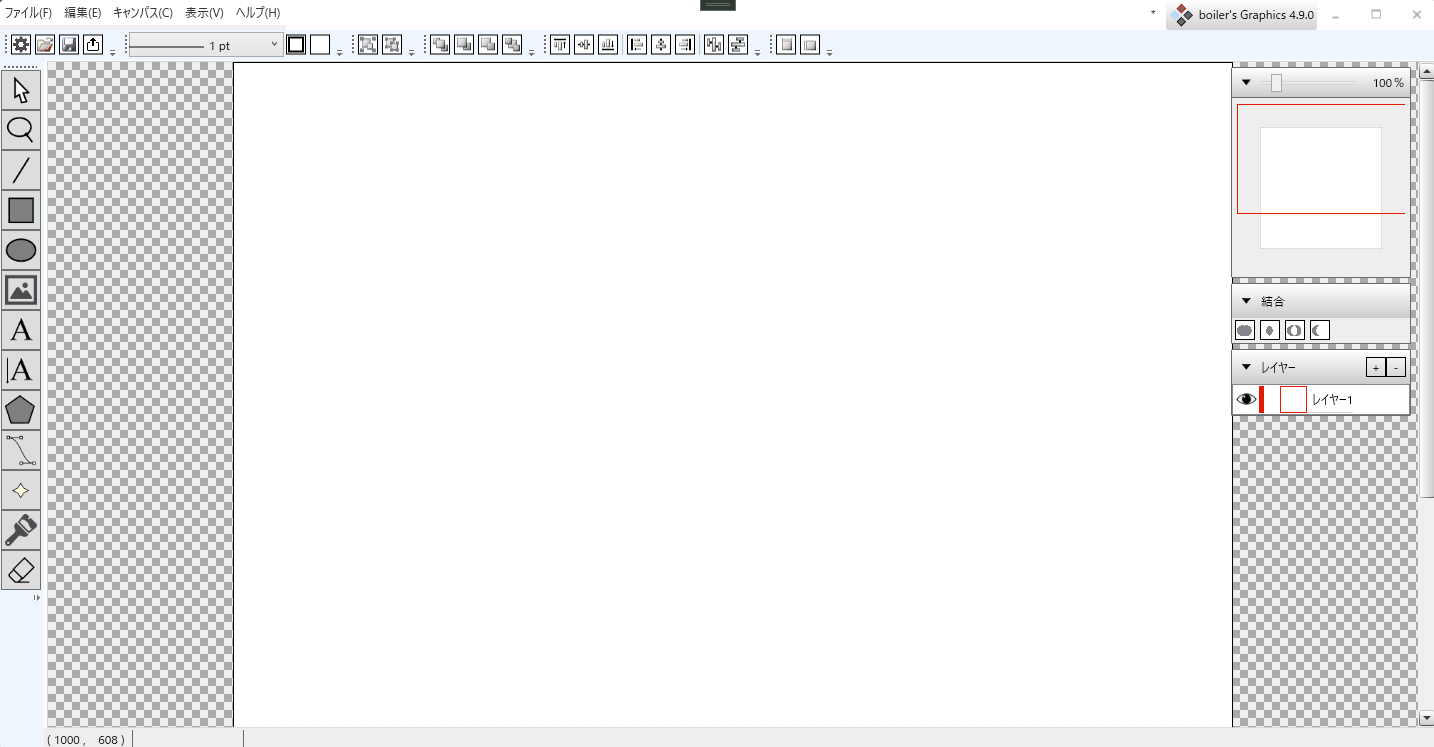 ファイル(F) 編集(E) キャンバス(C) 表示(V) ヘルプ(H)
* boiler's Graphics 4.9.0
1 pt
100 %
結合
レイヤー
+ -
レイヤー1
A
A
( 1000 , 608 )